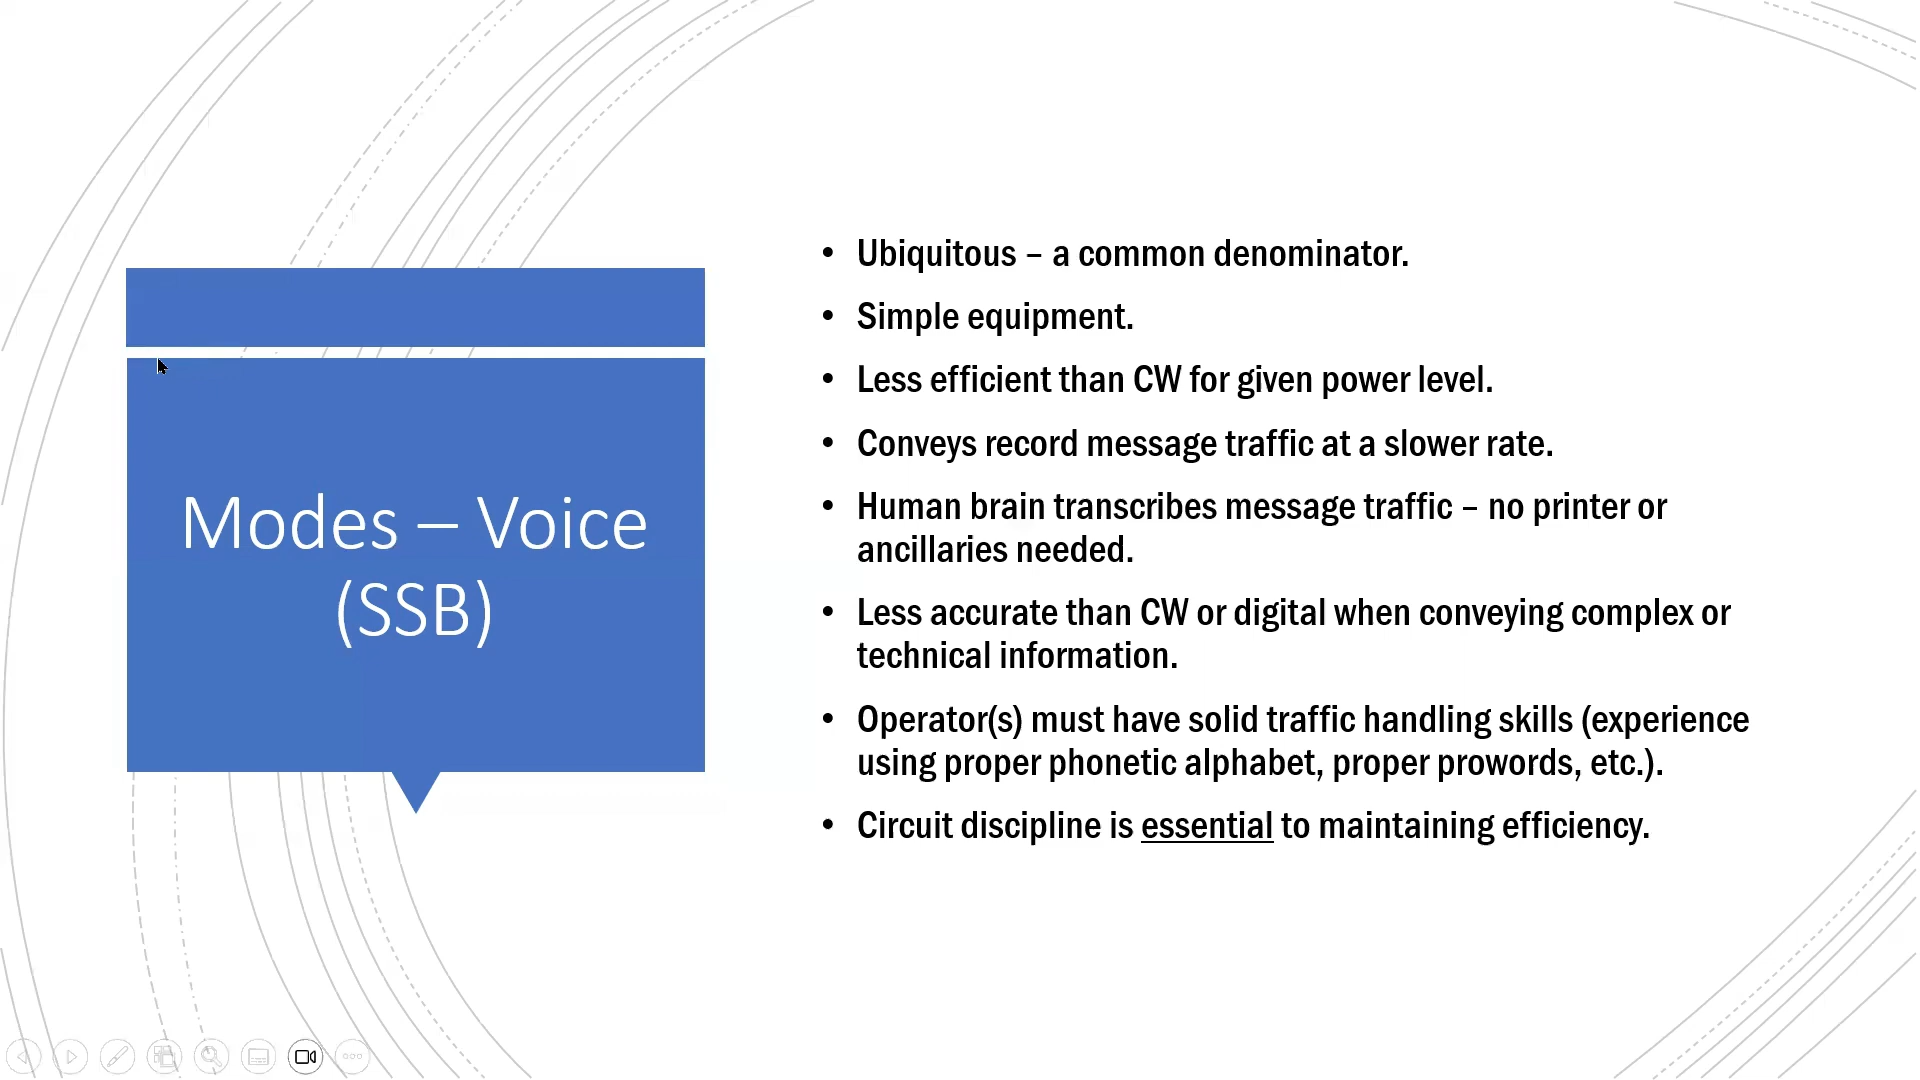 Modes – Voice
(SSB)
• Ubiquitous – a common denominator.
• Simple equipment.
• Less efficient than CW for given power level.
• Conveys record message traffic at a slower rate.
• Human brain transcribes message traffic – no printer or
ancillaries needed.
• Less accurate than CW or digital when conveying complex or
technical information.
• Operator(s) must have solid traffic handling skills (experience
using proper phonetic alphabet, proper prowords, etc.).
• Circuit discipline is essential to maintaining efficiency.